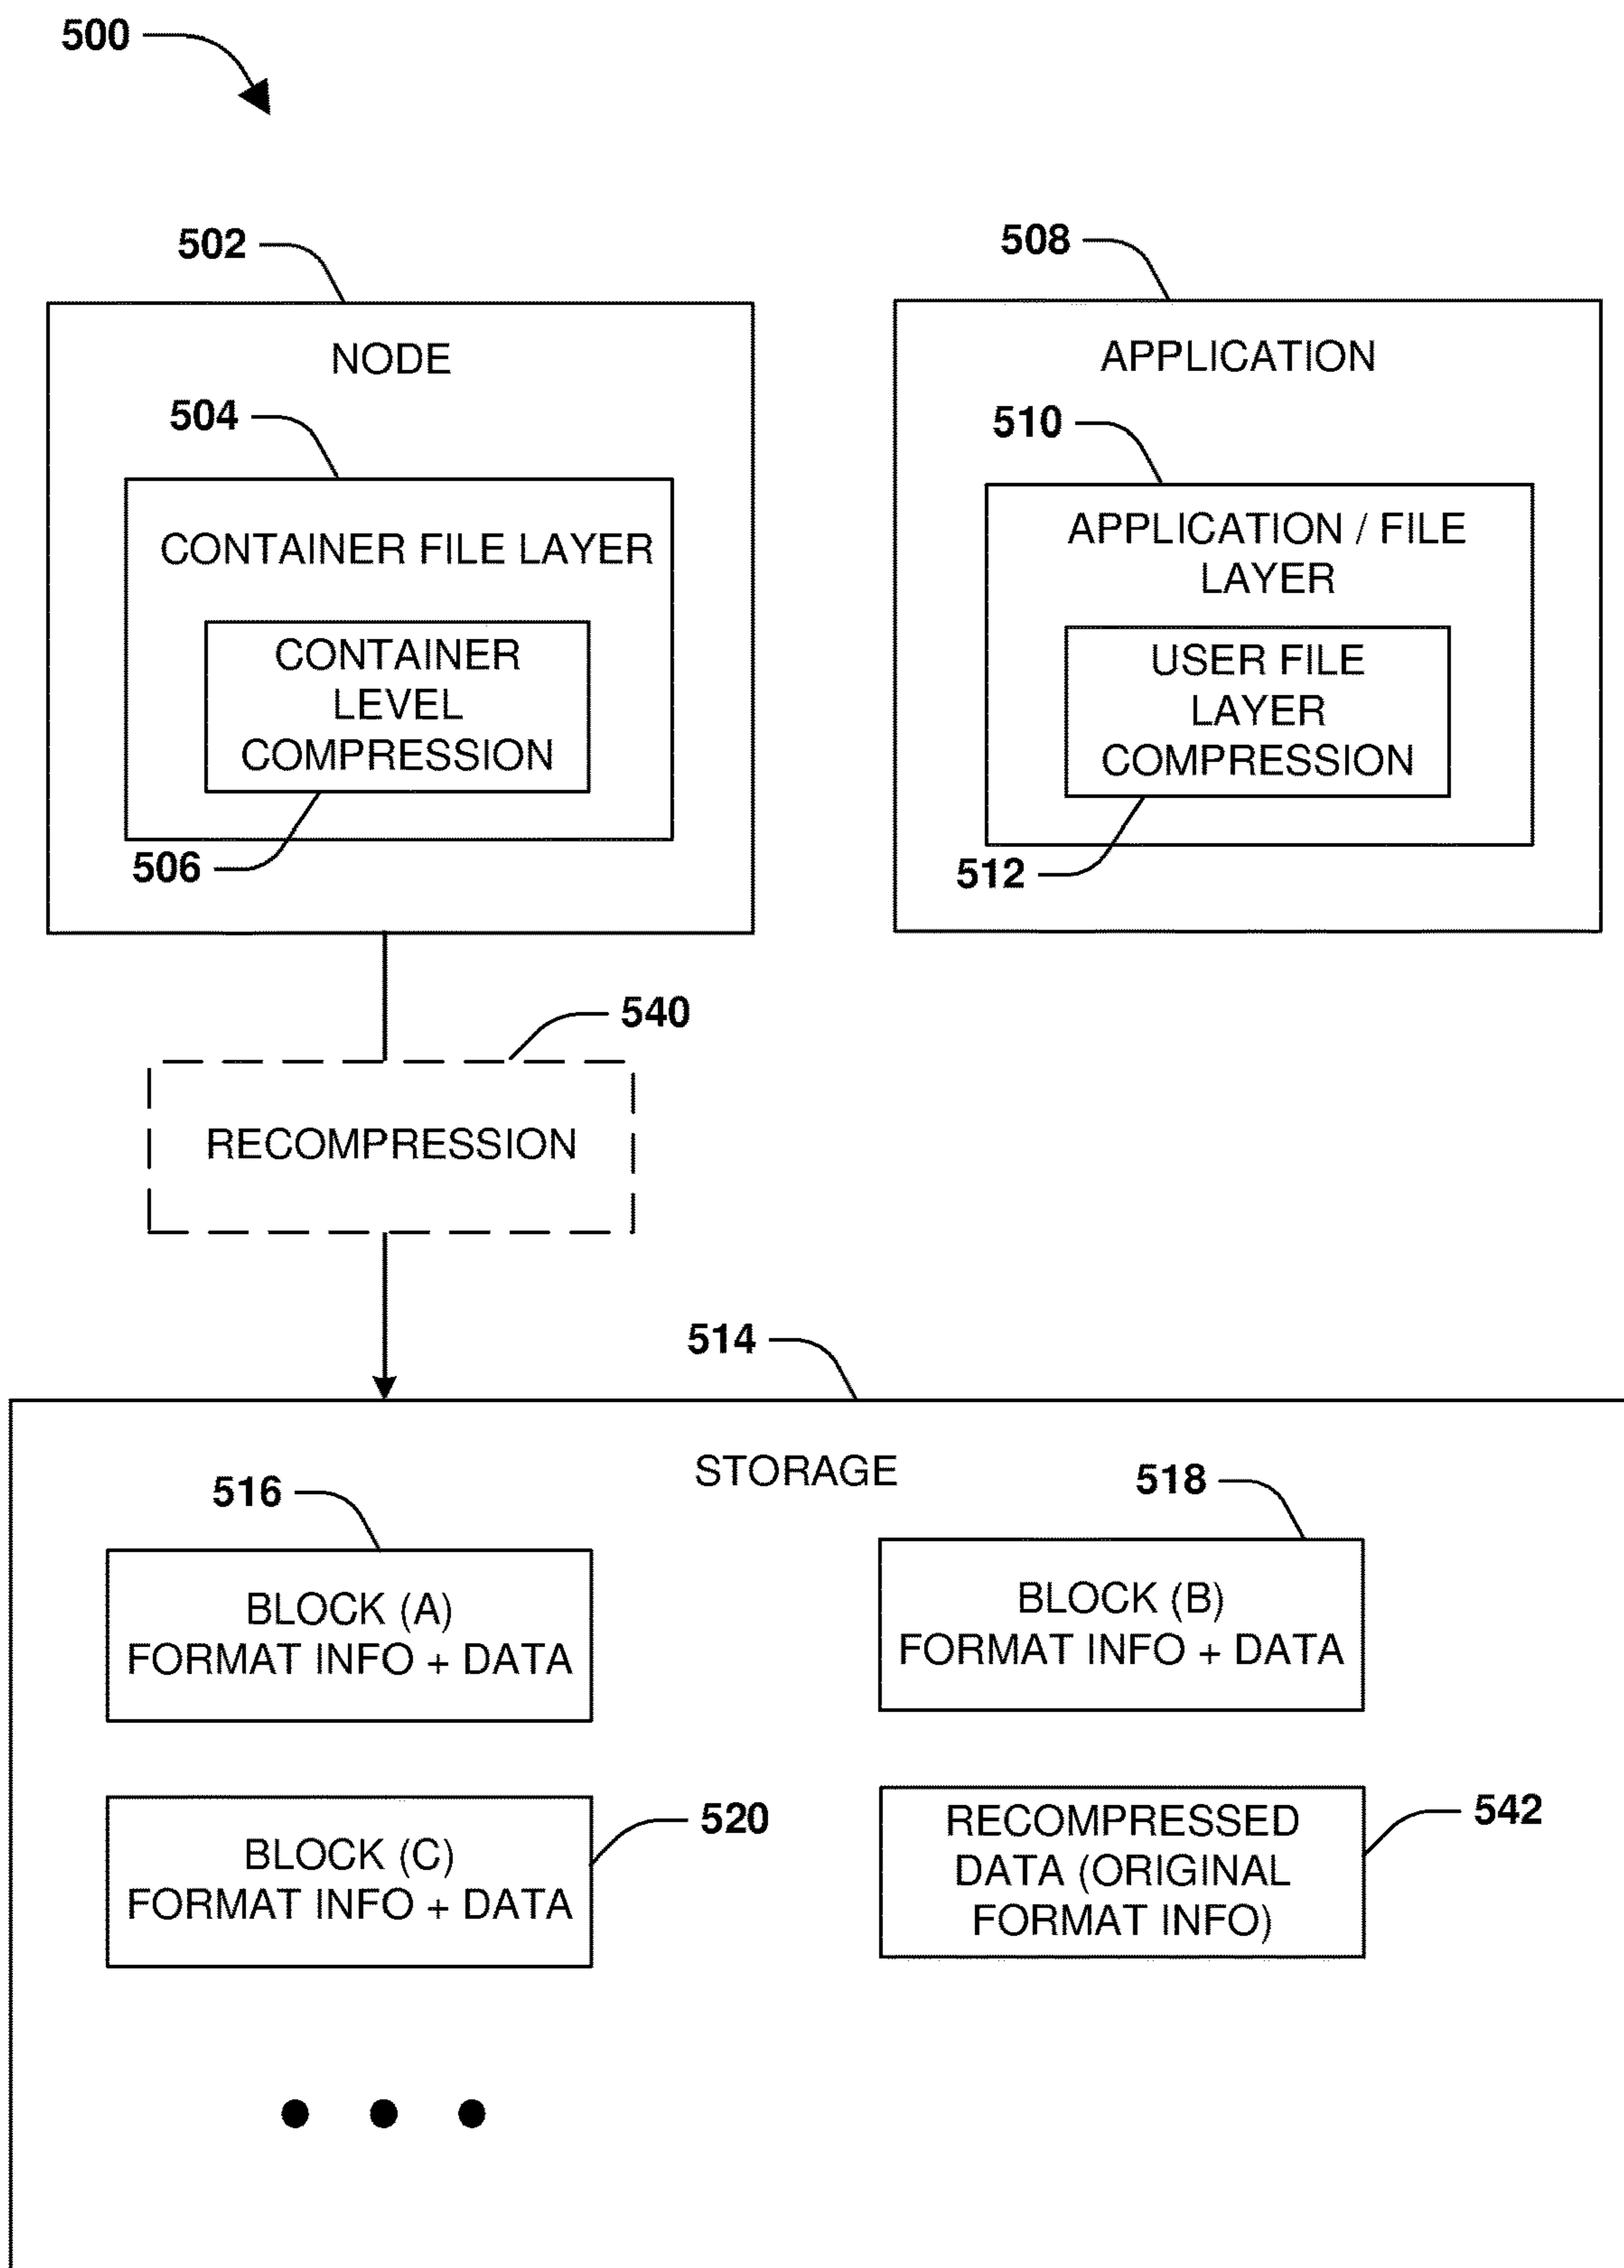 500
502
508
NODE
APPLICATION
504
510
CONTAINER FILE LAYER
APPLICATION / FILE
LAYER
CONTAINER
LEVEL
COMPRESSION
USER FILE
LAYER
COMPRESSION
506
512
540
RECOMPRESSION
514
STORAGE
516
518
BLOCK (A)
FORMAT INFO + DATA
BLOCK (B)
FORMAT INFO + DATA
520
542
BLOCK (C)
FORMAT INFO + DATA
RECOMPRESSED
DATA (ORIGINAL
FORMAT INFO)